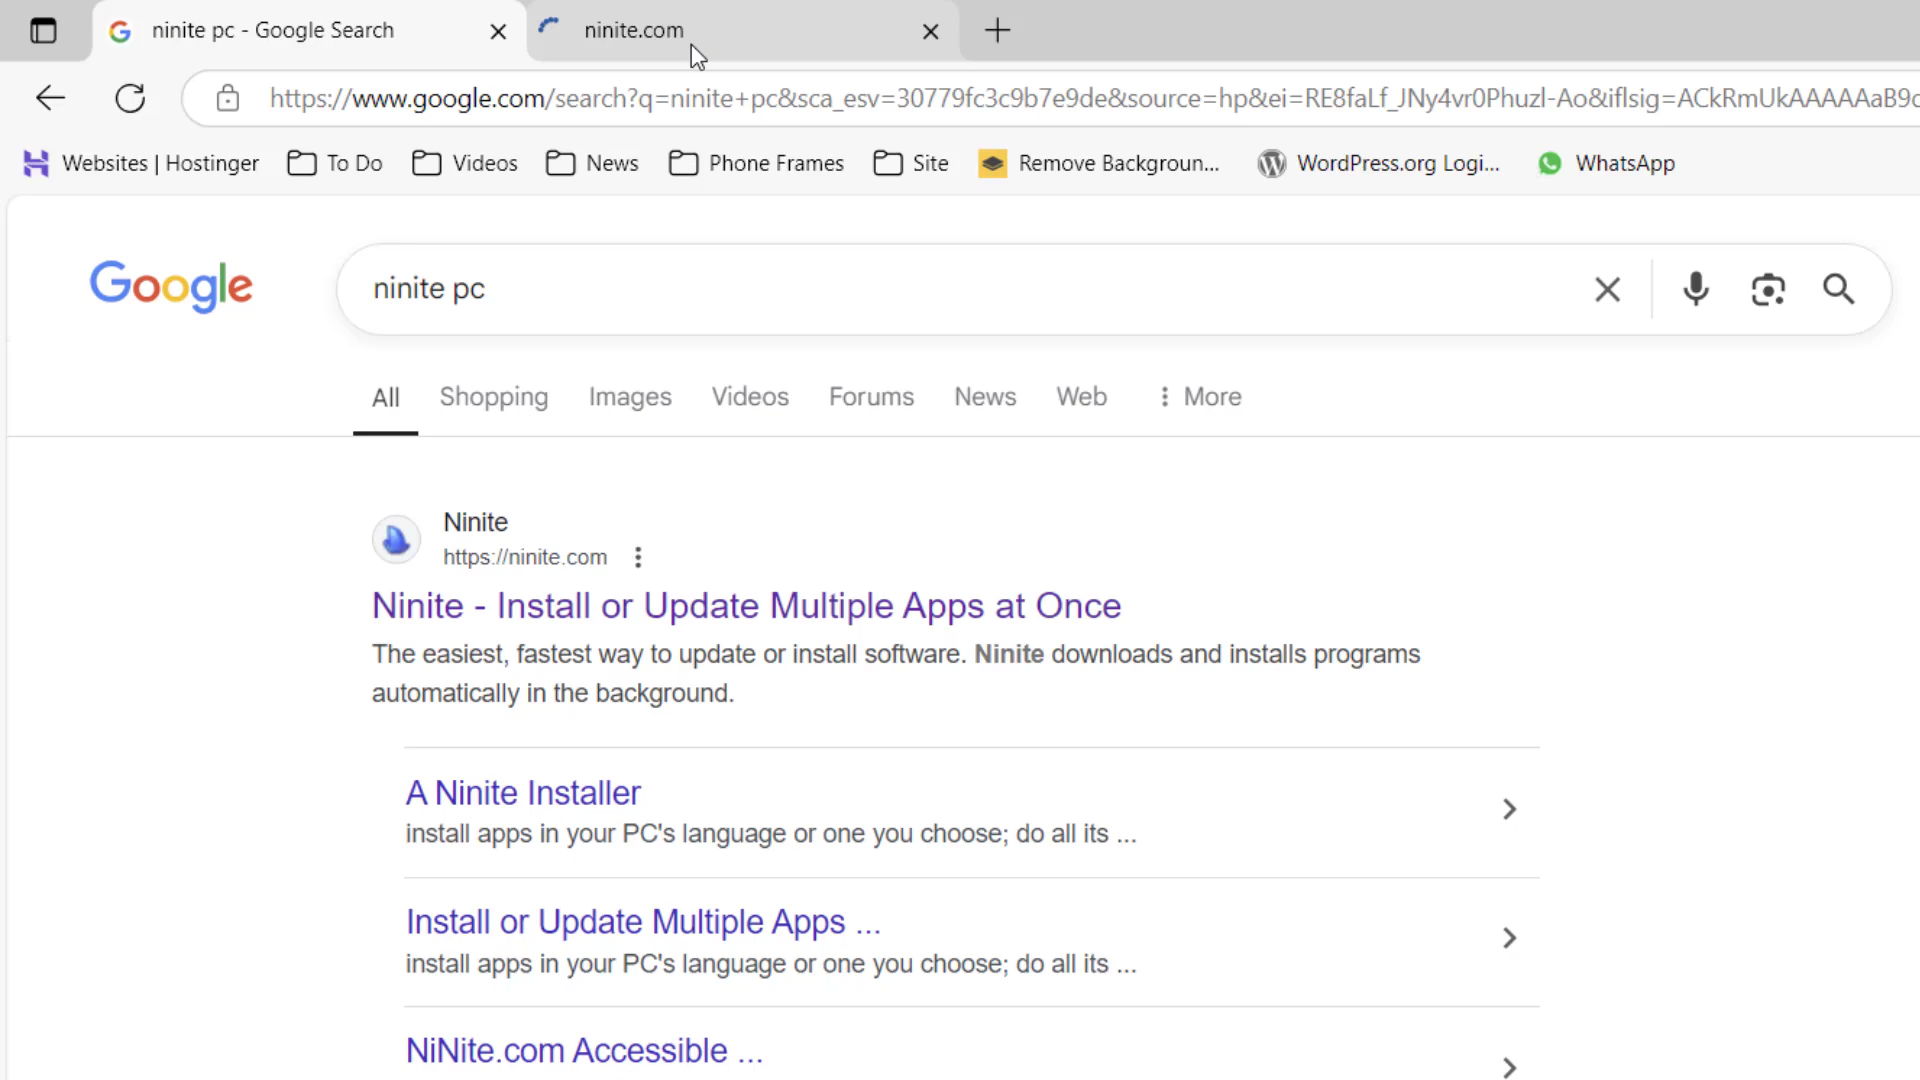 ninite pc - Google Search
ninite.com
https://www.google.com/search?q=ninite+pc&sca_esv=30779fc3c9b7e9de&source=hp&ei=RE8faLf_JNy4vr0Phuzl-Ao&iflsig=ACkRmUkAAAAAaB9c
Websites | Hostinger
To Do
Videos
News
Phone Frames
Site
Remove Backgroun...
WordPress.org Logi...
WhatsApp
Google
ninite pc
All
Shopping
Images
Videos
Forums
News
Web
More
Ninite
https://ninite.com
Ninite - Install or Update Multiple Apps at Once
The easiest, fastest way to update or install software. Ninite downloads and installs programs
automatically in the background.
A Ninite Installer
install apps in your PC's language or one you choose; do all its ...
Install or Update Multiple Apps ...
install apps in your PC's language or one you choose; do all its ...
NiNite.com Accessible ...